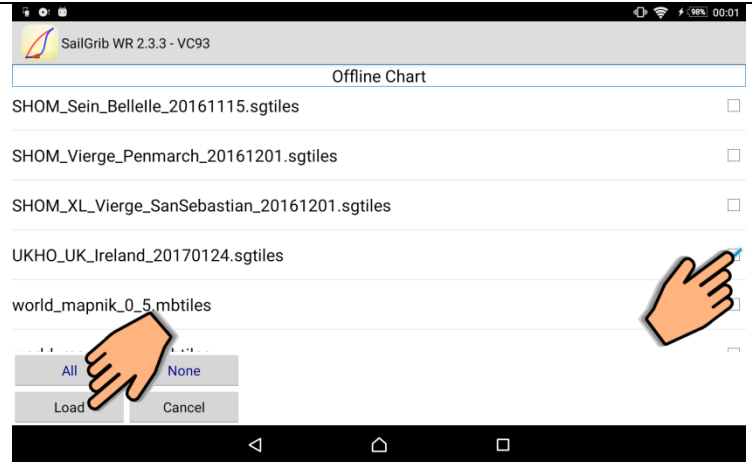 98% 00:01
SailGrib WR 2.3.3 - VC93
Offline Chart
SHOM_Sein_Bellelle_20161115.sgtiles
SHOM_Vierge_Penmarch_20161201.sgtiles
SHOM_XL_Vierge_SanSebastian_20161201.sgtiles
UKHO_UK_Ireland_20170124.sgtiles
world_mapnik_0_5.mbtiles
All None
Load Cancel